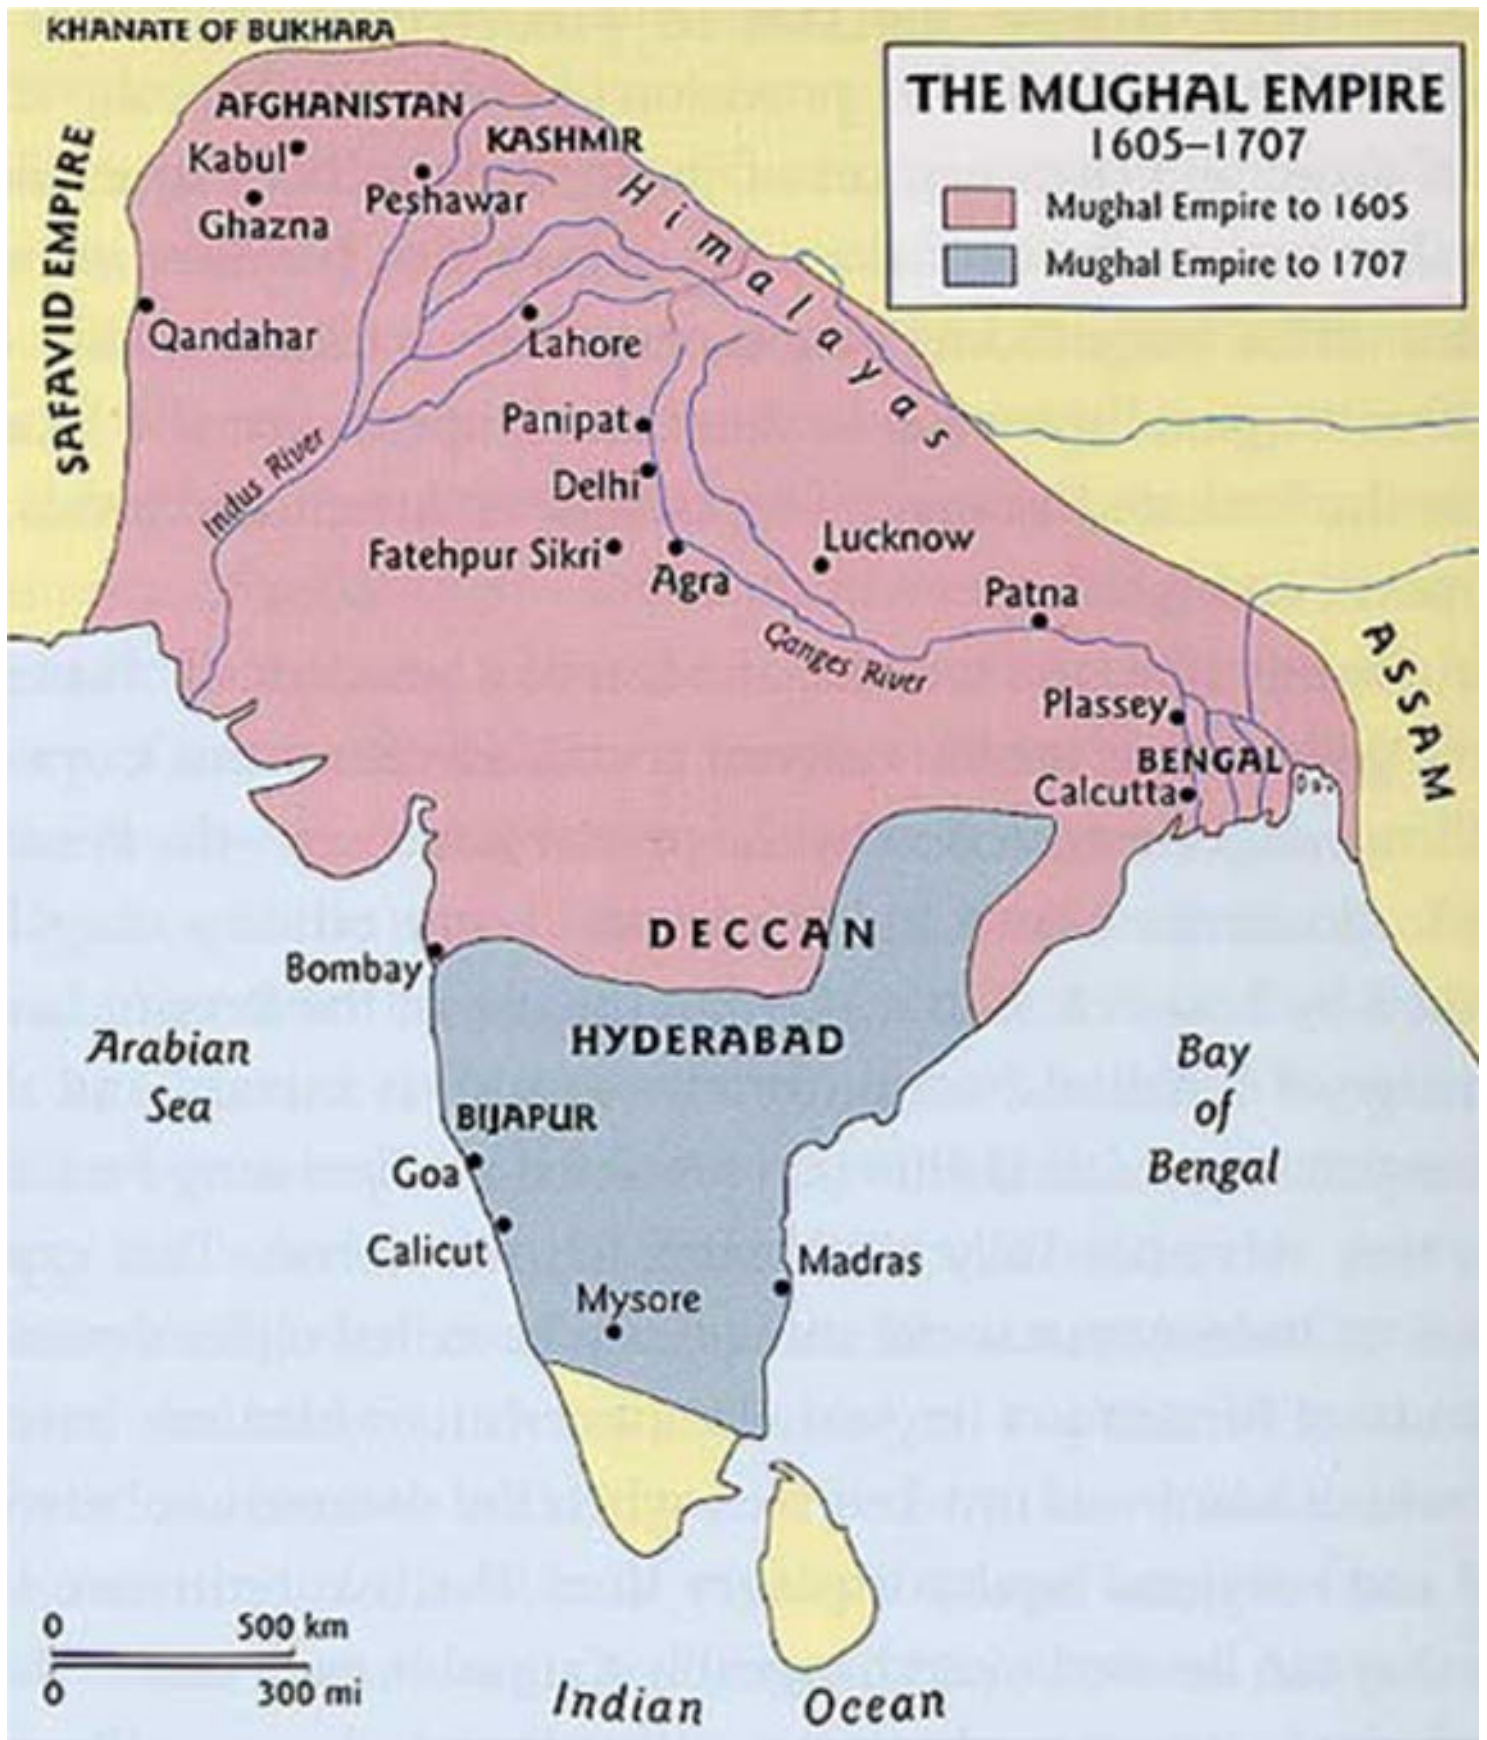 KHANATE OF BUKHARA
THE MUGHAL EMPIRE
1605–1707
Mughal Empire to 1605
Mughal Empire to 1707
AFGHANISTAN
KASHMIR
Kabul
Peshawar
Ghazna
Himalayas
SAFAVID EMPIRE
Qandahar
Lahore
Panipat
Indus River
Delhi
Fatehpur Sikri
Agra
Lucknow
Patna
Ganges River
ASSAM
Plassey
BENGAL
Calcutta
DECCAN
Bombay
HYDERABAD
Arabian
Sea
Bay
of
Bengal
BIJAPUR
Goa
Calicut
Madras
Mysore
0 500 km
0 300 mi
Indian Ocean